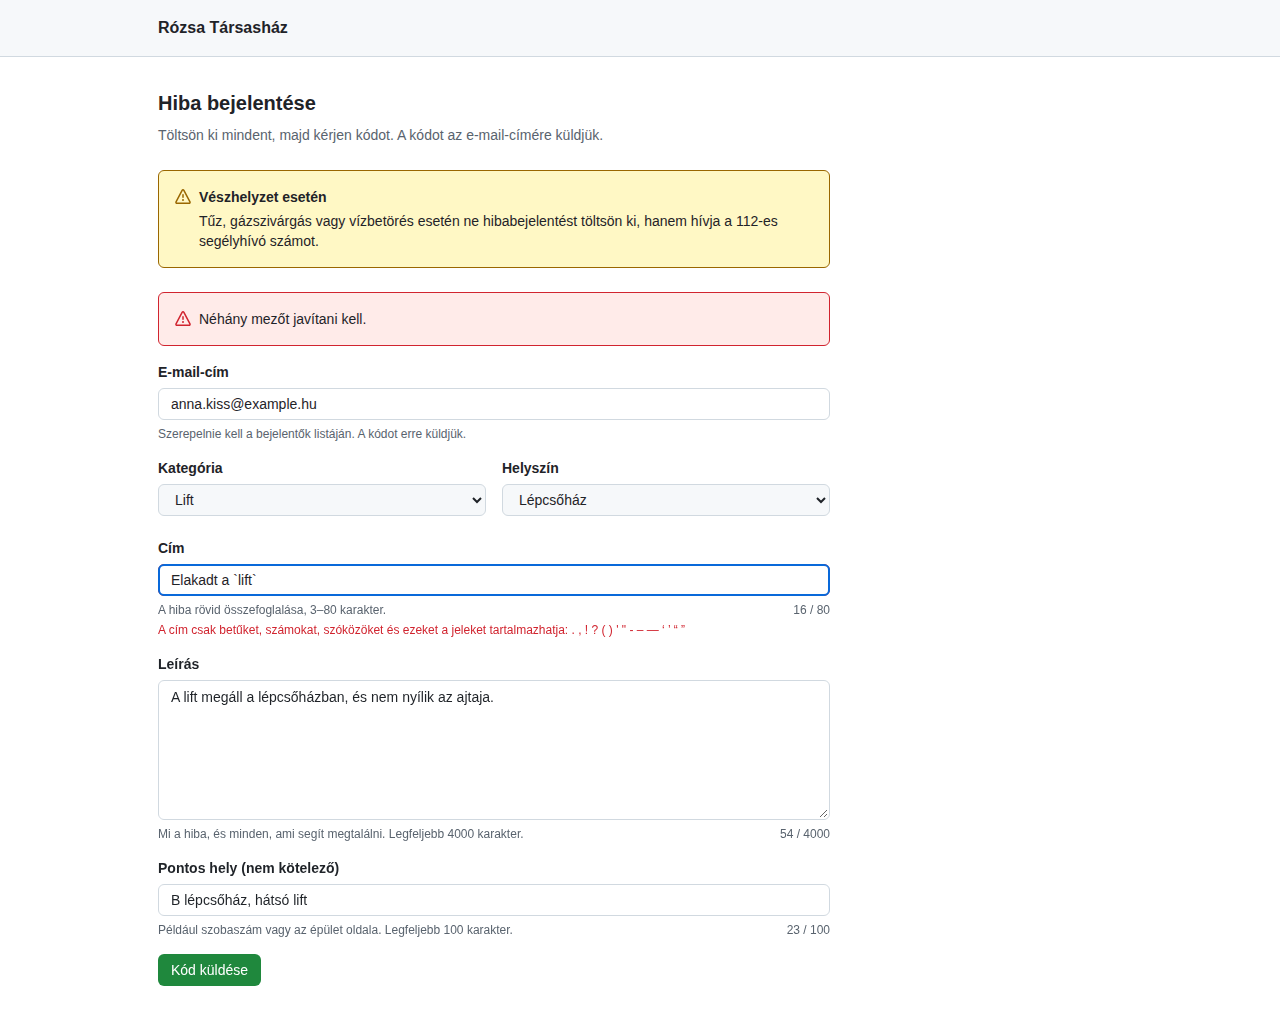 Rózsa Társasház
Hiba bejelentése
Töltsön ki mindent, majd kérjen kódot. A kódot az e-mail-címére küldjük.
Vészhelyzet esetén
Tűz, gázszivárgás vagy vízbetörés esetén ne hibabejelentést töltsön ki, hanem hívja a 112-es
segélyhívó számot.
Néhány mezőt javítani kell.
E-mail-cím
anna.kiss@example.hu
Szerepelnie kell a bejelentők listáján. A kódot erre küldjük.
Kategória Helyszín
Lift Lépcsőház
Cím
Elakadt a `lift`
A hiba rövid összefoglalása, 3–80 karakter. 16 / 80
A cím csak betűket, számokat, szóközöket és ezeket a jeleket tartalmazhatja: . , ! ? ( ) ' " - – — ‘ ’ “ ”
Leírás
A lift megáll a lépcsőházban, és nem nyílik az ajtaja.
Mi a hiba, és minden, ami segít megtalálni. Legfeljebb 4000 karakter. 54 / 4000
Pontos hely (nem kötelező)
B lépcsőház, hátsó lift
Például szobaszám vagy az épület oldala. Legfeljebb 100 karakter. 23 / 100
Kód küldése